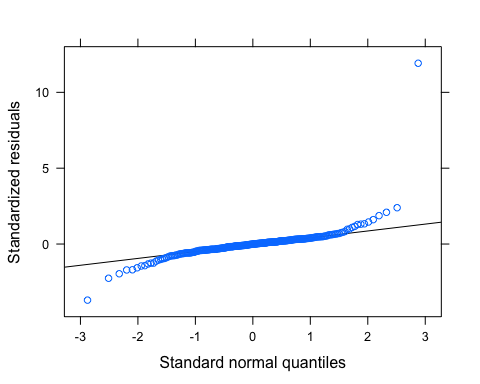 10
5
0
Standardized residuals
-3 -2 -1 0 1 2 3
Standard normal quantiles